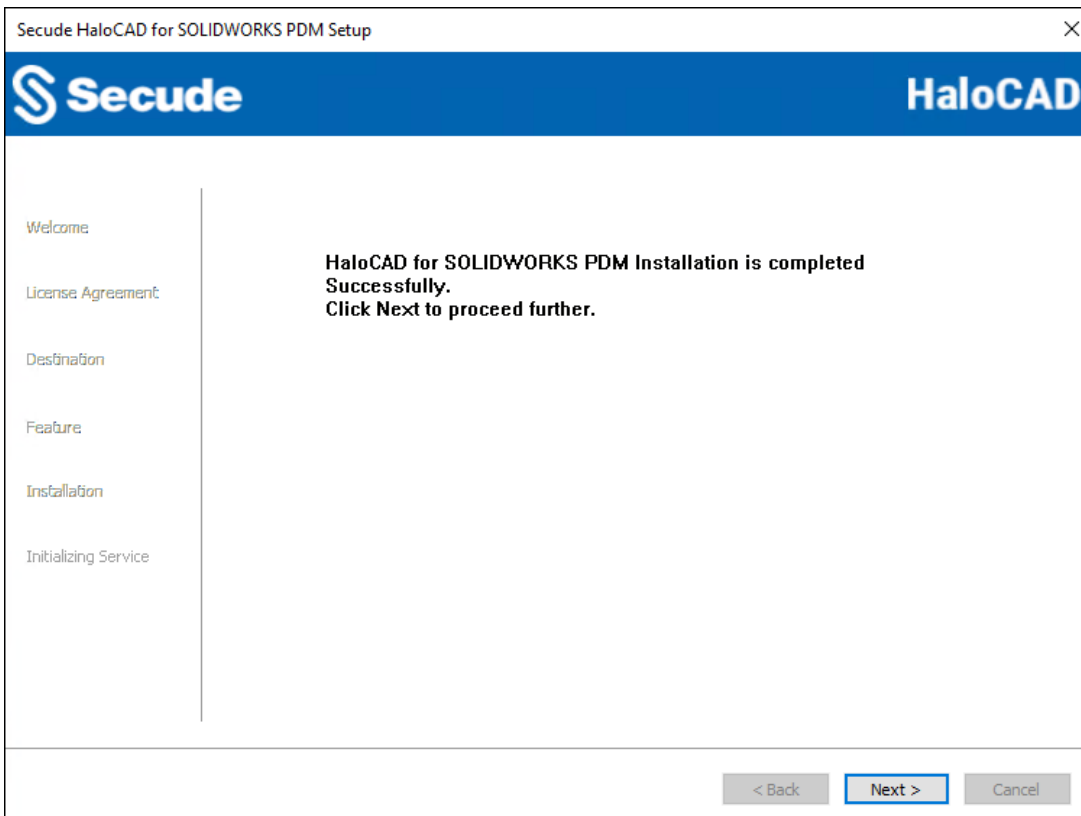 Secude HaloCAD for SOLIDWORKS PDM Setup
Secude
HaloCAD
Welcome
License Agreement
Destination
Feature
Installation
Initializing Service
HaloCAD for SOLIDWORKS PDM Installation is completed
Successfully.
Click Next to proceed further.
< Back
Next >
Cancel